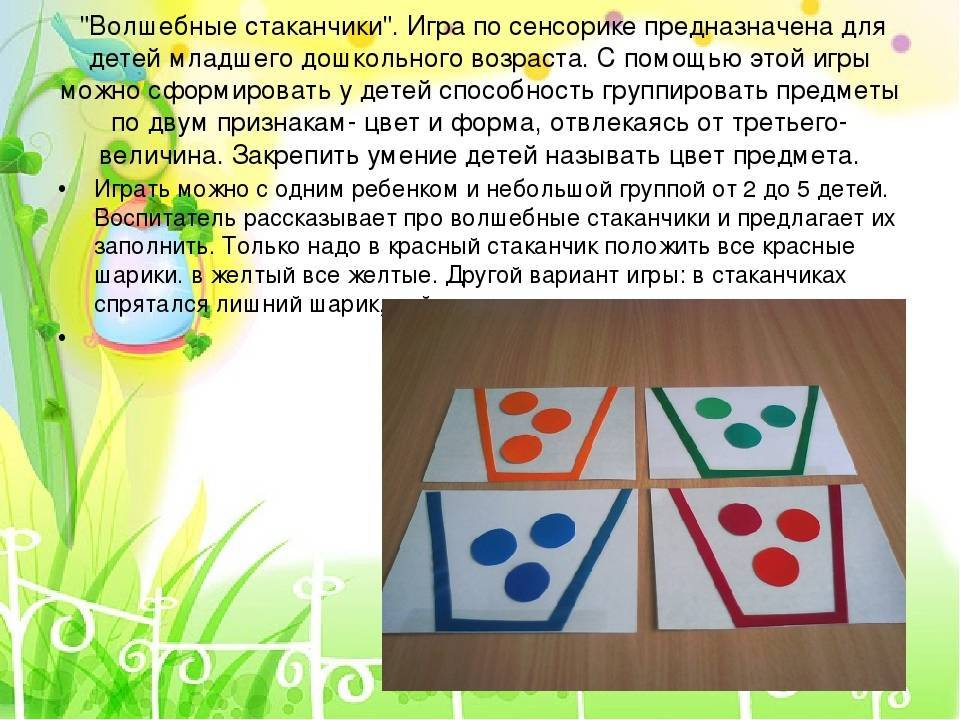 "Волшебные стаканчики". Игра по сенсорике предназначена для
детей младшего дошкольного возраста. С помощью этой игры
можно сформировать у детей способность группировать предметы
по двум признакам- цвет и форма, отвлекаясь от третьего-
величина. Закрепить умение детей называть цвет предмета.
• Играть можно с одним ребенком и небольшой группой от 2 до 5 детей.
Воспитатель рассказывает про волшебные стаканчики и предлагает их
заполнить. Только надо в красный стаканчик положить все красные
шарики. в желтый все желтые. Другой вариант игры: в стаканчиках
спрятался лишний шарик,
•